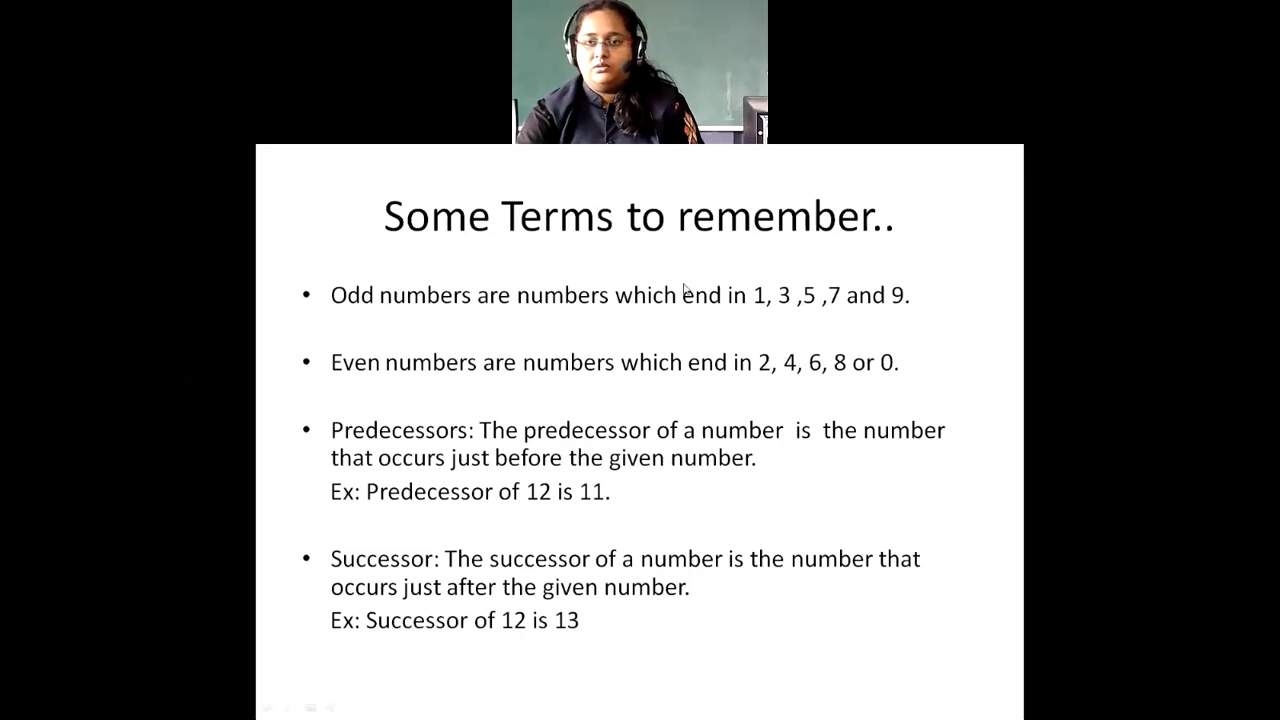 Some Terms to remember..
• Odd numbers are numbers which end in 1, 3 ,5 ,7 and 9.
• Even numbers are numbers which end in 2, 4, 6, 8 or 0.
• Predecessors: The predecessor of a number  is  the number
that occurs just before the given number.
Ex: Predecessor of 12 is 11.
• Successor: The successor of a number is the number that
occurs just after the given number.
Ex: Successor of 12 is 13